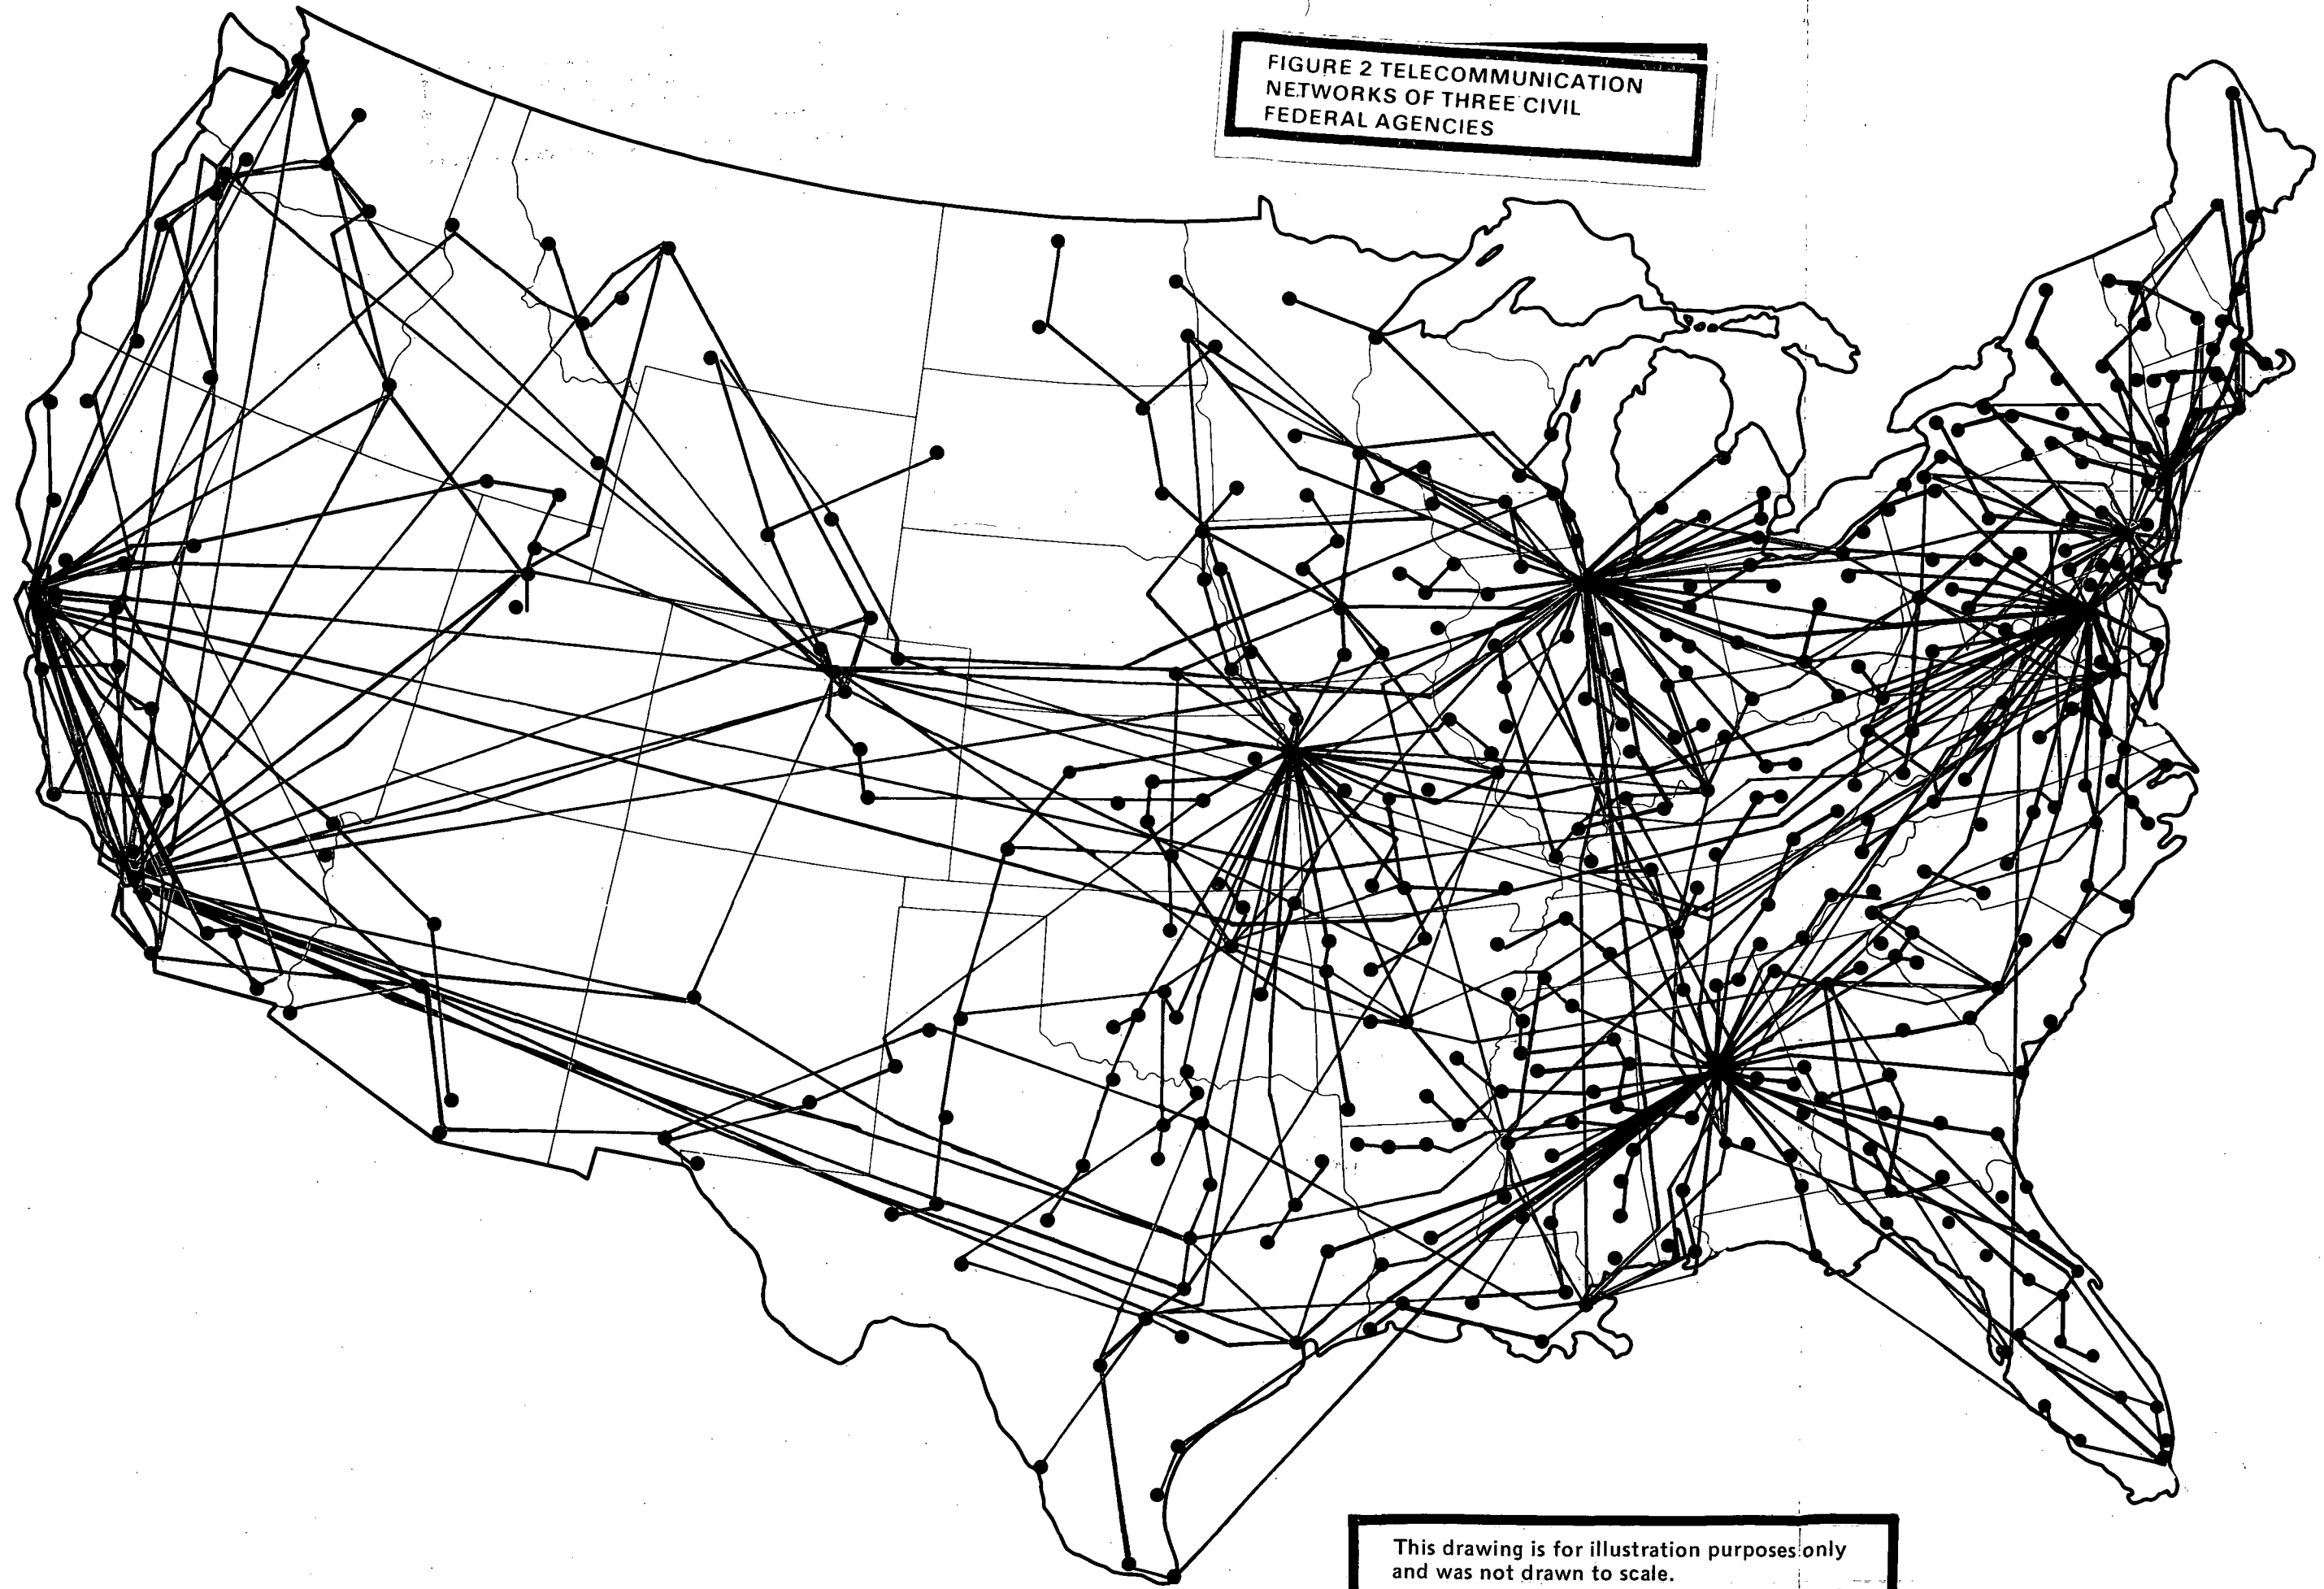 FIGURE 2 TELECOMMUNICATION
NETWORKS OF THREE CIVIL
FEDERAL AGENCIES
This drawing is for illustration purposes only
and was not drawn to scale.